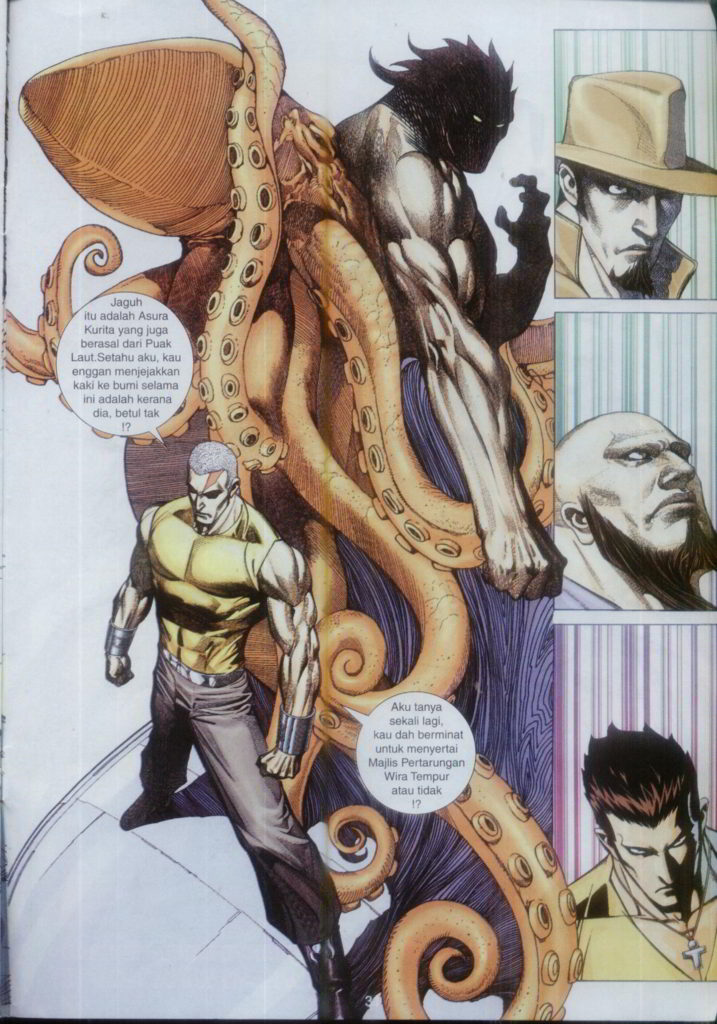 Jaguh
itu adalah Asura
Kurita yang juga
berasal dari Puak
Laut.Setahu aku, kau
enggan menjejakkan
kaki ke bumi selama
ini adalah kerana
dia, betul tak
!?
Aku tanya
sekali lagi,
kau dah berminat
untuk menyertai
Majlis Pertarungan
Wira Tempur
atau tidak
!?